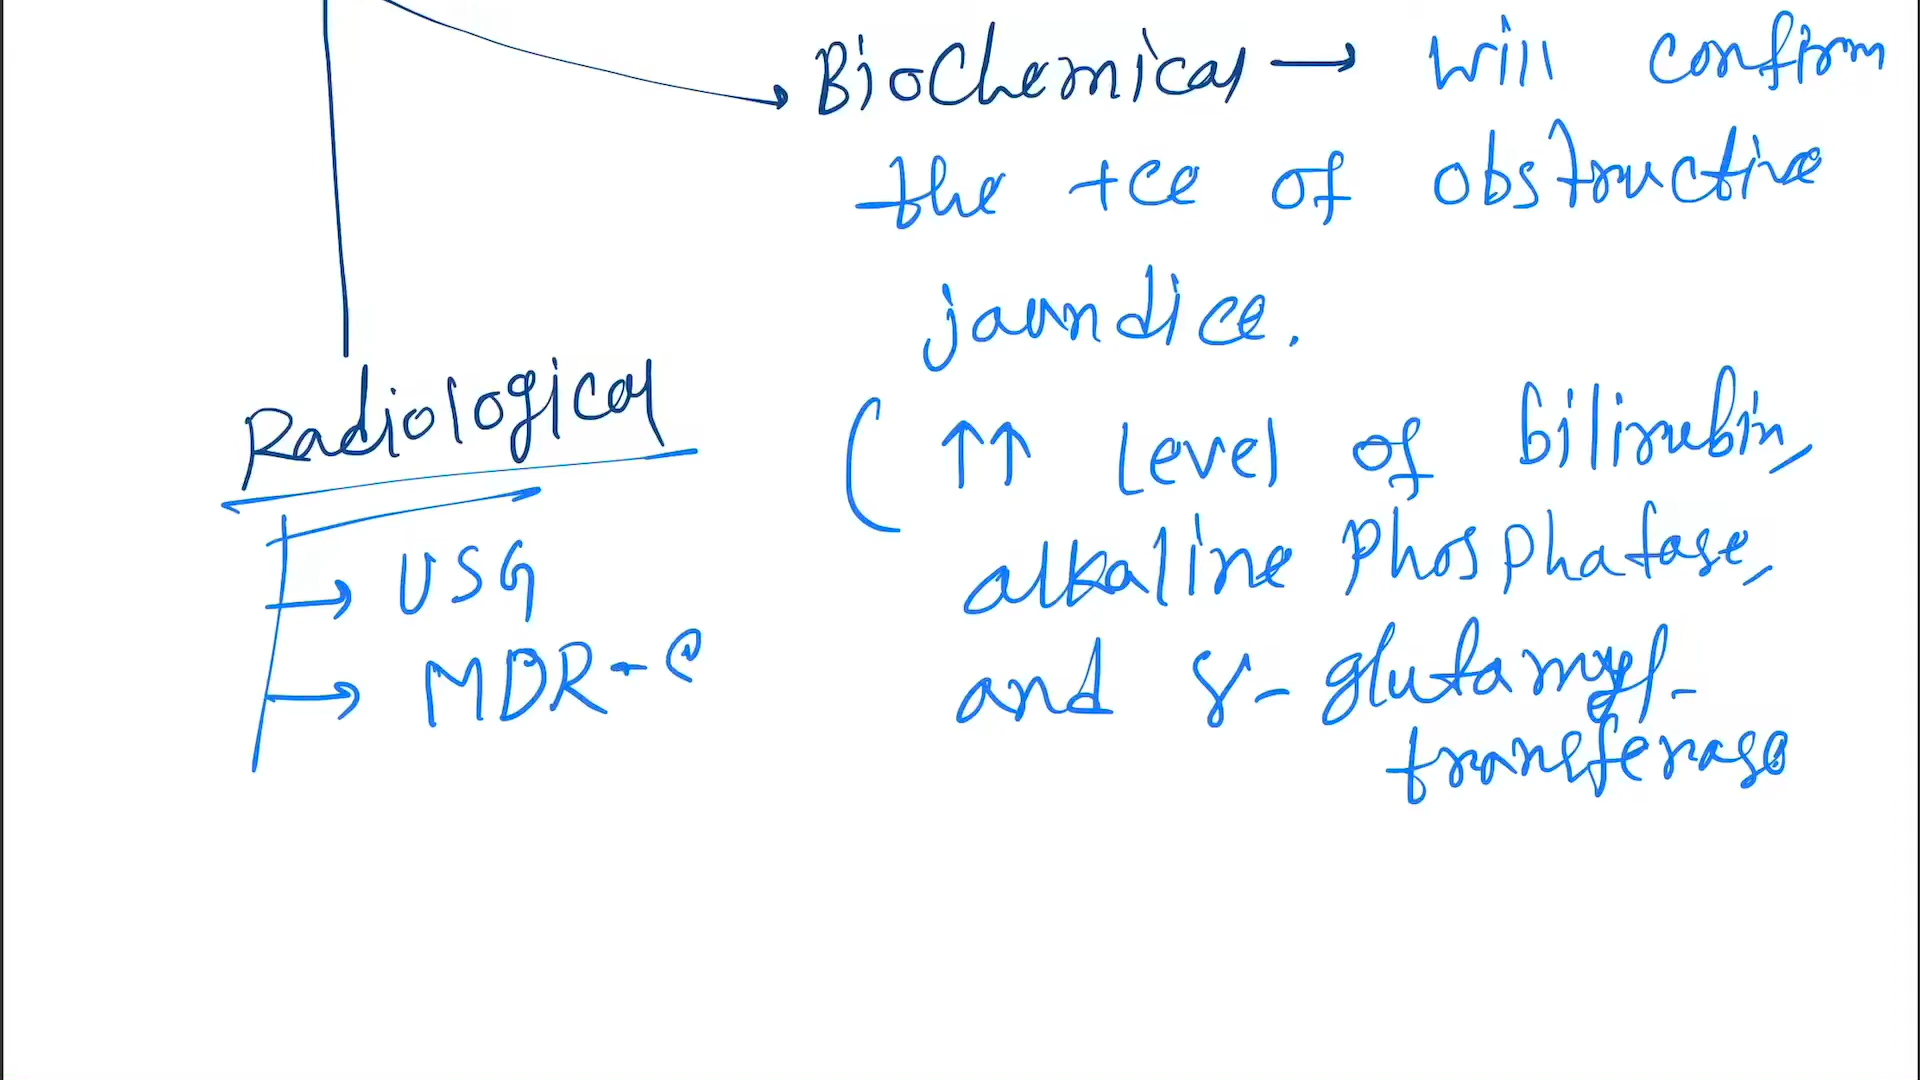 BioChemical → will confirm
the +ce of obstructive
jaundice.
(↑↑ level of bilirubin,
alkaline phosphatase,
and γ-glutamyl-
transferase
Radiological
→ USG
→ MDR-C